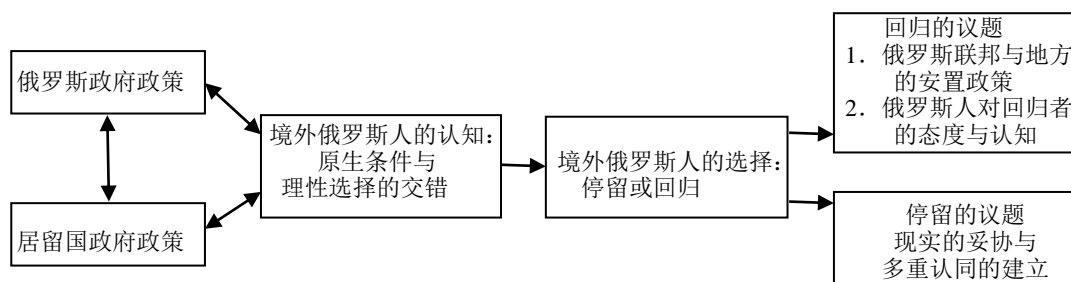 俄罗斯政府政策
居留国政府政策
境外俄罗斯人的认知：
原生条件与
理性选择的交错
境外俄罗斯人的选择：
停留或回归
回归的议题
1．俄罗斯联邦与地方
的安置政策
2．俄罗斯人对回归者
的态度与认知
停留的议题
现实的妥协与
多重认同的建立